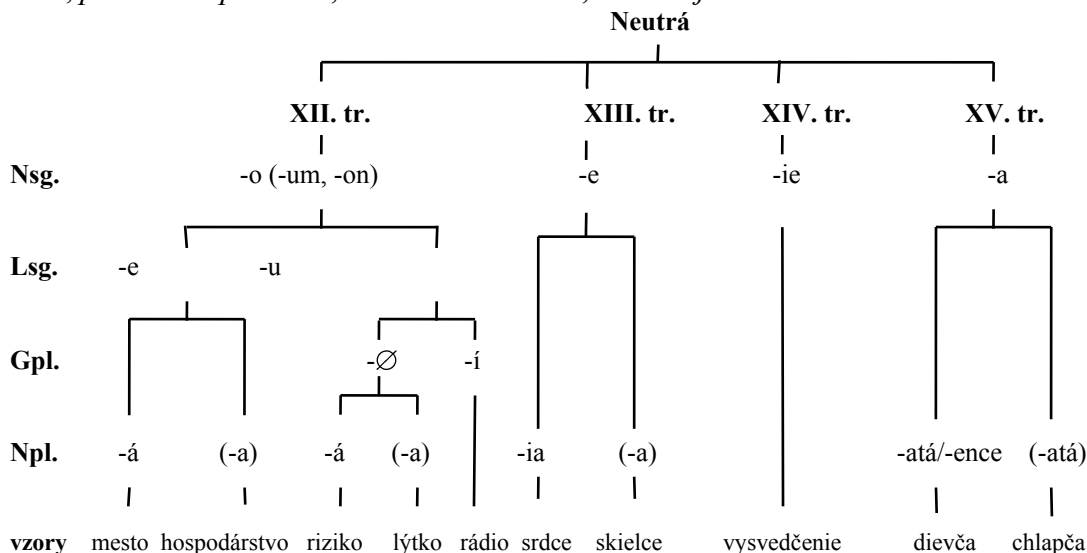 Neutrá
XII. tr. XIII. tr. XIV. tr. XV. tr.
Nsg. -o (-um, -on) -e -ie -a
Lsg. -e -u
Gpl. -∅ -í
Npl. -á (-a) -á (-a) -ia (-a) -atá/-ence (-atá)
vzory mesto hospodárstvo riziko lýtko rádio srdce skielce vysvedčenie dievča chlapča